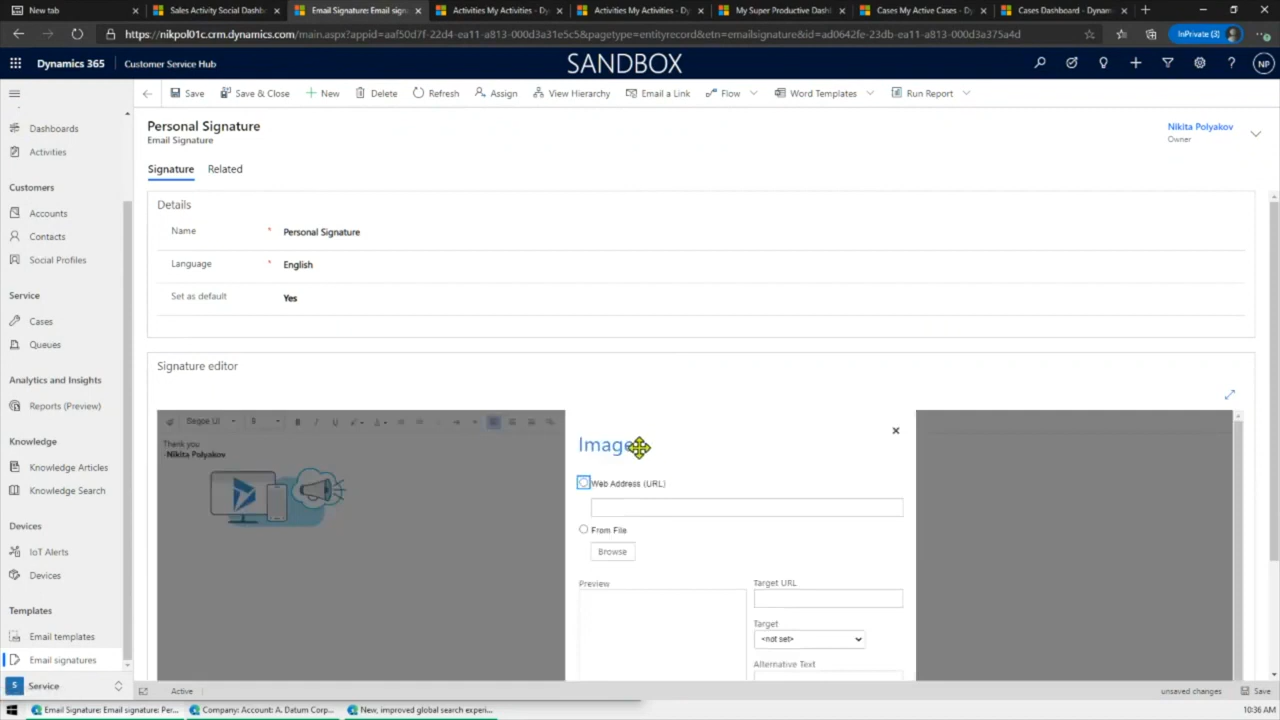 New tab
Sales Activity Social Dashb
Email Signature: Email sign
Activities My Activities - Dy
Activities My Activities - Dy
My Super Productive Dash
Cases My Active Cases - Dy
Cases Dashboard - Dynam
https://nikpol01c.crm.dynamics.com/main.aspx?appid=aaf50d7f-22d4-ea11-a813-000d3a31e5c5&pagetype=entityrecord&etn=emailsignature&id=ad0642fe-23db-ea11-a813-000d3a375a4d
InPrivate (3)
Dynamics 365
Customer Service Hub
SANDBOX
NP
Save
Save & Close
New
Delete
Refresh
Assign
View Hierarchy
Email a Link
Flow
Word Templates
Run Report
Dashboards
Activities
Customers
Accounts
Contacts
Social Profiles
Service
Cases
Queues
Analytics and Insights
Reports (Preview)
Knowledge
Knowledge Articles
Knowledge Search
Devices
IoT Alerts
Devices
Templates
Email templates
Email signatures
S Service
Personal Signature
Email Signature
Nikita Polyakov
Owner
Signature Related
Details
Name * Personal Signature
Language * English
Set as default Yes
Signature editor
Segoe UI 9 B I U
Thank you
-Nikita Polyakov
Image
Web Address (URL)
From File
Browse
Preview
Target URL
Target
<not set>
Alternative Text
Active
unsaved changes
Save
Email Signature: Email signature: Per...
Company: Account: A. Datum Corp...
New, improved global search experi...
10:36 AM